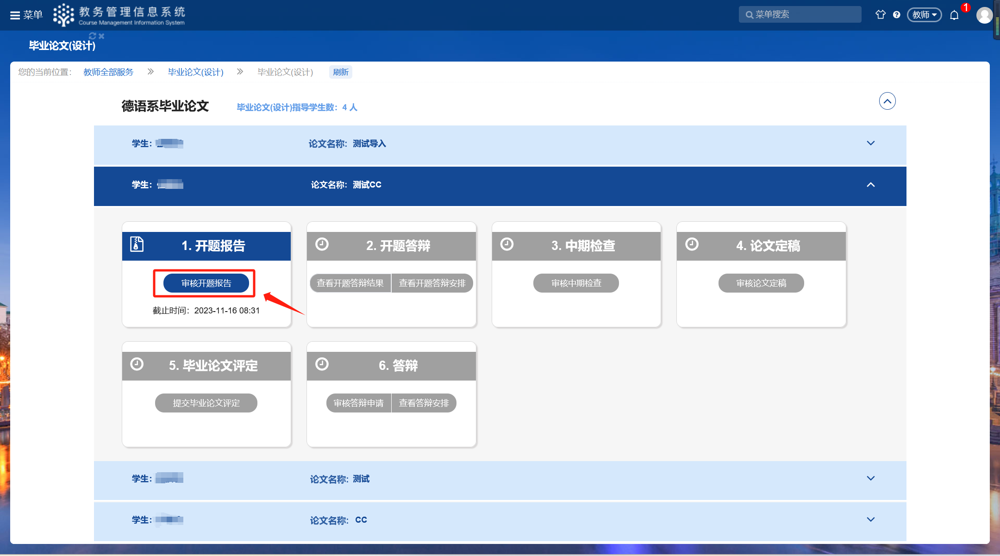 菜单
教务管理信息系统
Course Management Information System
菜单搜索
教师
1
毕业论文(设计)
您的当前位置： 教师全部服务 毕业论文(设计) 毕业论文(设计) 刷新
德语系毕业论文 毕业论文(设计)指导学生数：4 人
学生： 论文名称: 测试导入
学生： 论文名称: 测试CC
1. 开题报告
审核开题报告
截止时间：2023-11-16 08:31
2. 开题答辩
查看开题答辩结果 查看开题答辩安排
3. 中期检查
审核中期检查
4. 论文定稿
审核论文定稿
5. 毕业论文评定
提交毕业论文评定
6. 答辩
审核答辩申请 查看答辩安排
学生： 论文名称: 测试
学生： 论文名称: CC